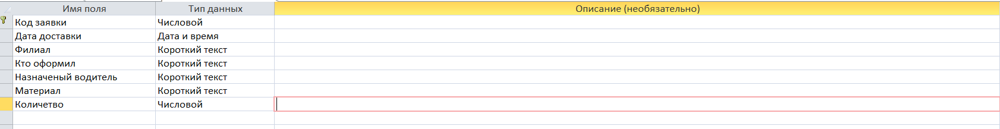 Имя поля Тип данных Описание (необязательно)
Код заявки Числовой
Дата доставки Дата и время
Филиал Короткий текст
Кто оформил Короткий текст
Назначеный водитель Короткий текст
Материал Короткий текст
Количетво Числовой